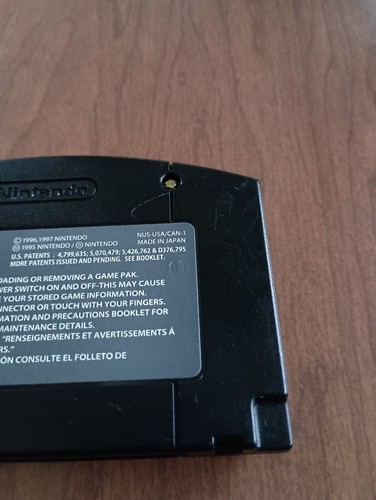 Nintendo
© 1996,1997 NINTENDO NUS-USA/CAN-1
© 1995 NINTENDO / Ⓝ NINTENDO MADE IN JAPAN
U.S. PATENTS : 4,799,635; 5,070,479; 5,426,762 & D376,795
MORE PATENTS ISSUED AND PENDING. SEE BOOKLET.
OADING OR REMOVING A GAME PAK.
WER SWITCH ON AND OFF-THIS MAY CAUSE
E YOUR STORED GAME INFORMATION.
NNECTOR OR TOUCH WITH YOUR FINGERS.
MATION AND PRECAUTIONS BOOKLET FOR
MAINTENANCE DETAILS.
"RENSEIGNEMENTS ET AVERTISSEMENTS À
RS."
ÓN CONSULTE EL FOLLETO DE